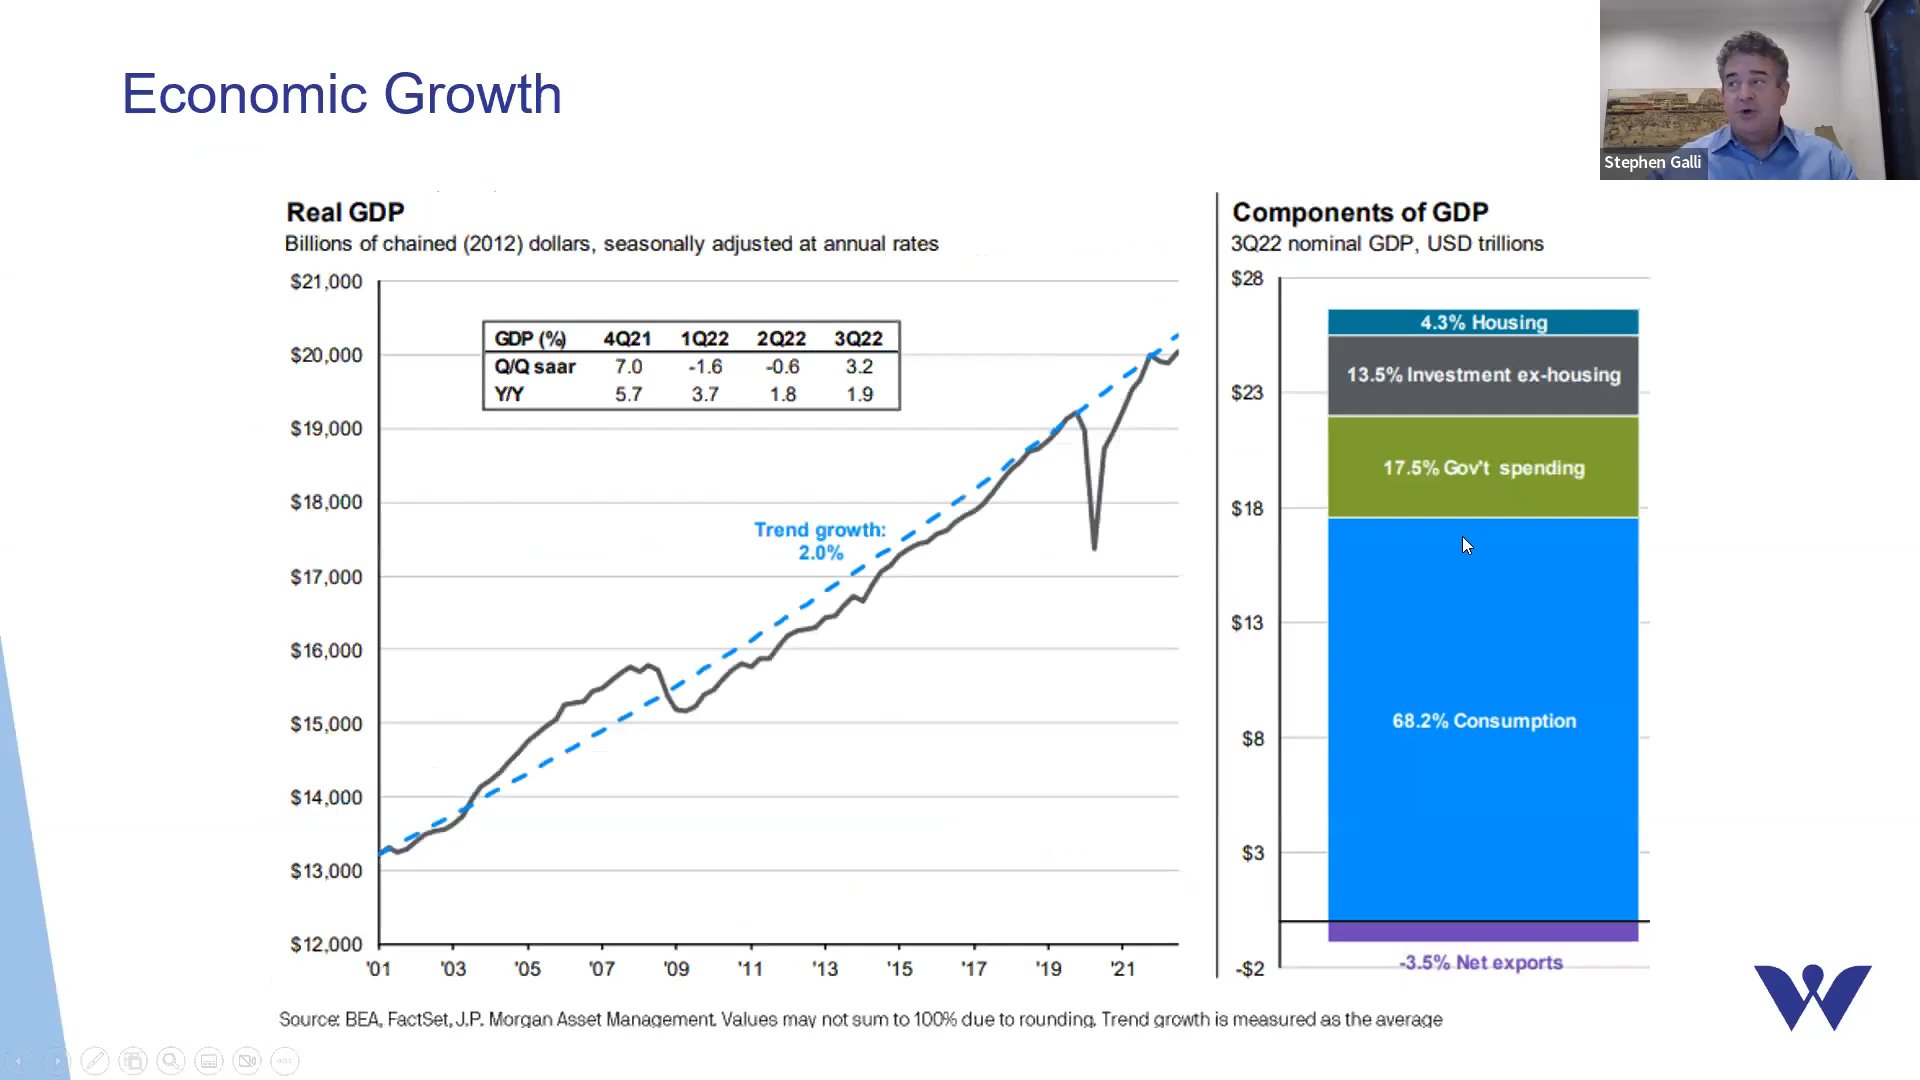 Economic Growth
Stephen Galli
Real GDP
Billions of chained (2012) dollars, seasonally adjusted at annual rates
$21,000
$20,000
$19,000
$18,000
$17,000
$16,000
$15,000
$14,000
$13,000
$12,000
GDP (%) 4Q21 1Q22 2Q22 3Q22
Q/Q saar 7.0 -1.6 -0.6 3.2
Y/Y 5.7 3.7 1.8 1.9
Trend growth:
2.0%
'01 '03 '05 '07 '09 '11 '13 '15 '17 '19 '21
Components of GDP
3Q22 nominal GDP, USD trillions
$28
$23
$18
$13
$8
$3
-$2
4.3% Housing
13.5% Investment ex-housing
17.5% Gov't spending
68.2% Consumption
-3.5% Net exports
Source: BEA, FactSet, J.P. Morgan Asset Management. Values may not sum to 100% due to rounding. Trend growth is measured as the average